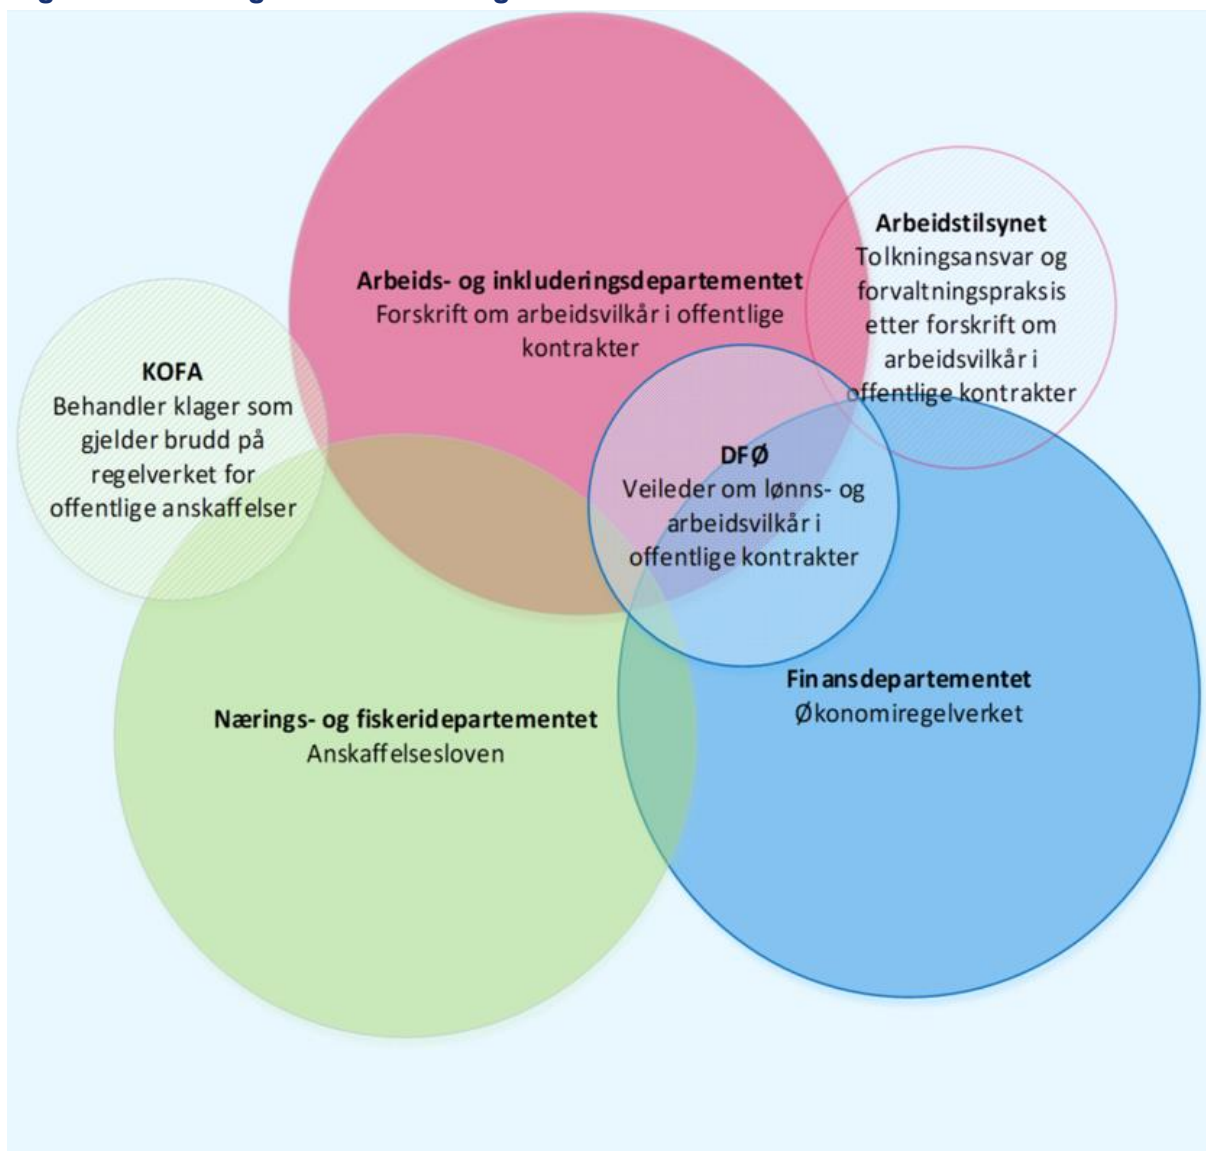 Arbeids- og inkluderingsdepartementet
Forskrift om arbeidsvilkår i offentlige
kontrakter
Arbeidstilsynet
Tolkningsansvar og
forvaltningspraksis
etter forskrift om
arbeidsvilkår i
offentlige kontrakter
KOFA
Behandler klager som
gjelder brudd på
regelverket for
offentlige anskaffelser
DFØ
Veileder om lønns- og
arbeidsvilkår i
offentlige kontrakter
Nærings- og fiskeridepartementet
Anskaffelsesloven
Finansdepartementet
Økonomiregelverket